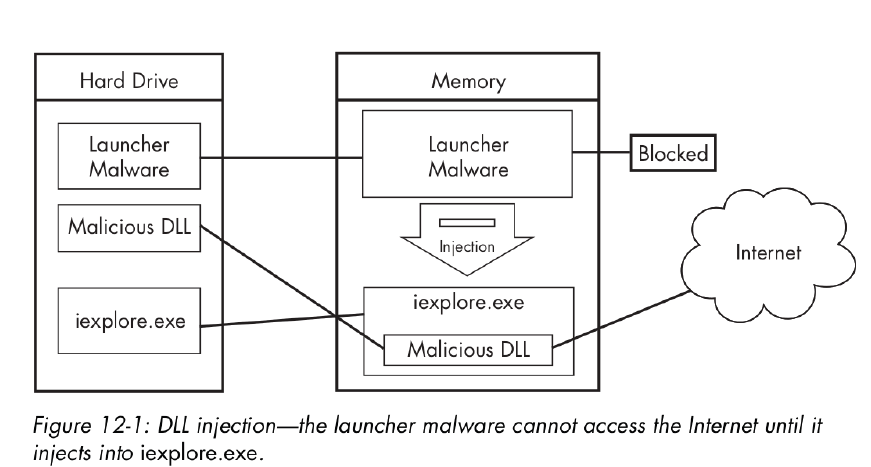 Hard Drive
Memory
Launcher
Malware
Launcher
Malware
Blocked
Malicious DLL
Injection
Internet
iexplore.exe
iexplore.exe
Malicious DLL
Figure 12-1: DLL injection—the launcher malware cannot access the Internet until it
injects into iexplore.exe.